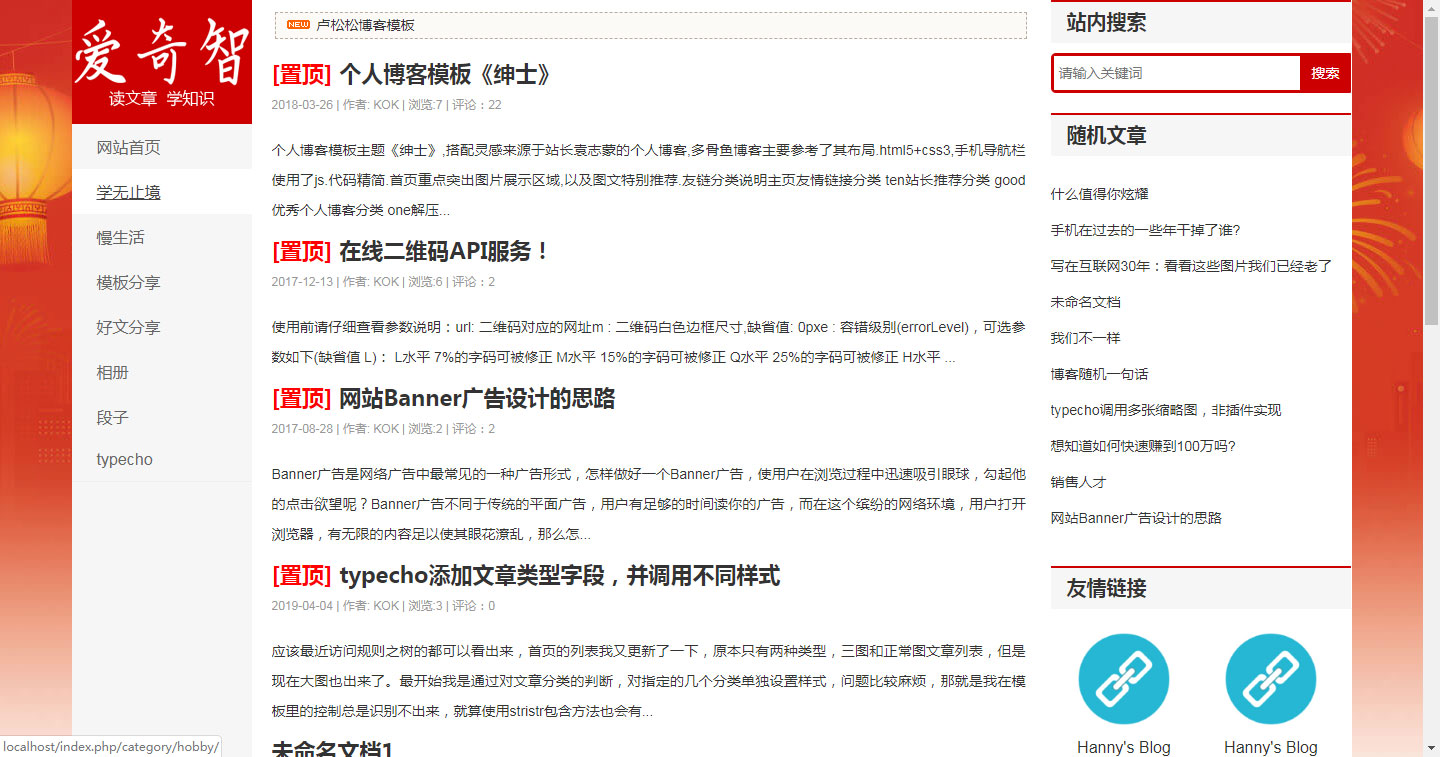 爱奇智
读文章 学知识
网站首页
学无止境
慢生活
模板分享
好文分享
相册
段子
typecho
NEW 卢松松博客模板
[置顶] 个人博客模板《绅士》
2018-03-26 | 作者: KOK | 浏览:7 | 评论：22
个人博客模板主题《绅士》,搭配灵感来源于站长袁志蒙的个人博客,多骨鱼博客主要参考了其布局.html5+css3,手机导航栏
使用了js.代码精简.首页重点突出图片展示区域,以及图文特别推荐.友链分类说明主页友情链接分类 ten站长推荐分类 good
优秀个人博客分类 one解压...
[置顶] 在线二维码API服务！
2017-12-13 | 作者: KOK | 浏览:6 | 评论：2
使用前请仔细查看参数说明：url: 二维码对应的网址m : 二维码白色边框尺寸,缺省值: 0pxe : 容错级别(errorLevel)，可选参
数如下(缺省值 L)： L水平 7%的字码可被修正 M水平 15%的字码可被修正 Q水平 25%的字码可被修正 H水平 ...
[置顶] 网站Banner广告设计的思路
2017-08-28 | 作者: KOK | 浏览:2 | 评论：2
Banner广告是网络广告中最常见的一种广告形式，怎样做好一个Banner广告，使用户在浏览过程中迅速吸引眼球，勾起他
的点击欲望呢？Banner广告不同于传统的平面广告，用户有足够的时间读你的广告，而在这个缤纷的网络环境，用户打开
浏览器，有无限的内容足以使其眼花潦乱，那么怎...
[置顶] typecho添加文章类型字段，并调用不同样式
2019-04-04 | 作者: KOK | 浏览:3 | 评论：0
应该最近访问规则之树的都可以看出来，首页的列表我又更新了一下，原本只有两种类型，三图和正常图文章列表，但是
现在大图也出来了。最开始我是通过对文章分类的判断，对指定的几个分类单独设置样式，问题比较麻烦，那就是我在模
板里的控制总是识别不出来，就算使用stristr包含方法也会有...
未命名文档1
站内搜索
请输入关键词 搜索
随机文章
什么值得你炫耀
手机在过去的一些年干掉了谁?
写在互联网30年：看看这些图片我们已经老了
未命名文档
我们不一样
博客随机一句话
typecho调用多张缩略图，非插件实现
想知道如何快速赚到100万吗?
销售人才
网站Banner广告设计的思路
友情链接
Hanny's Blog Hanny's Blog
localhost/index.php/category/hobby/